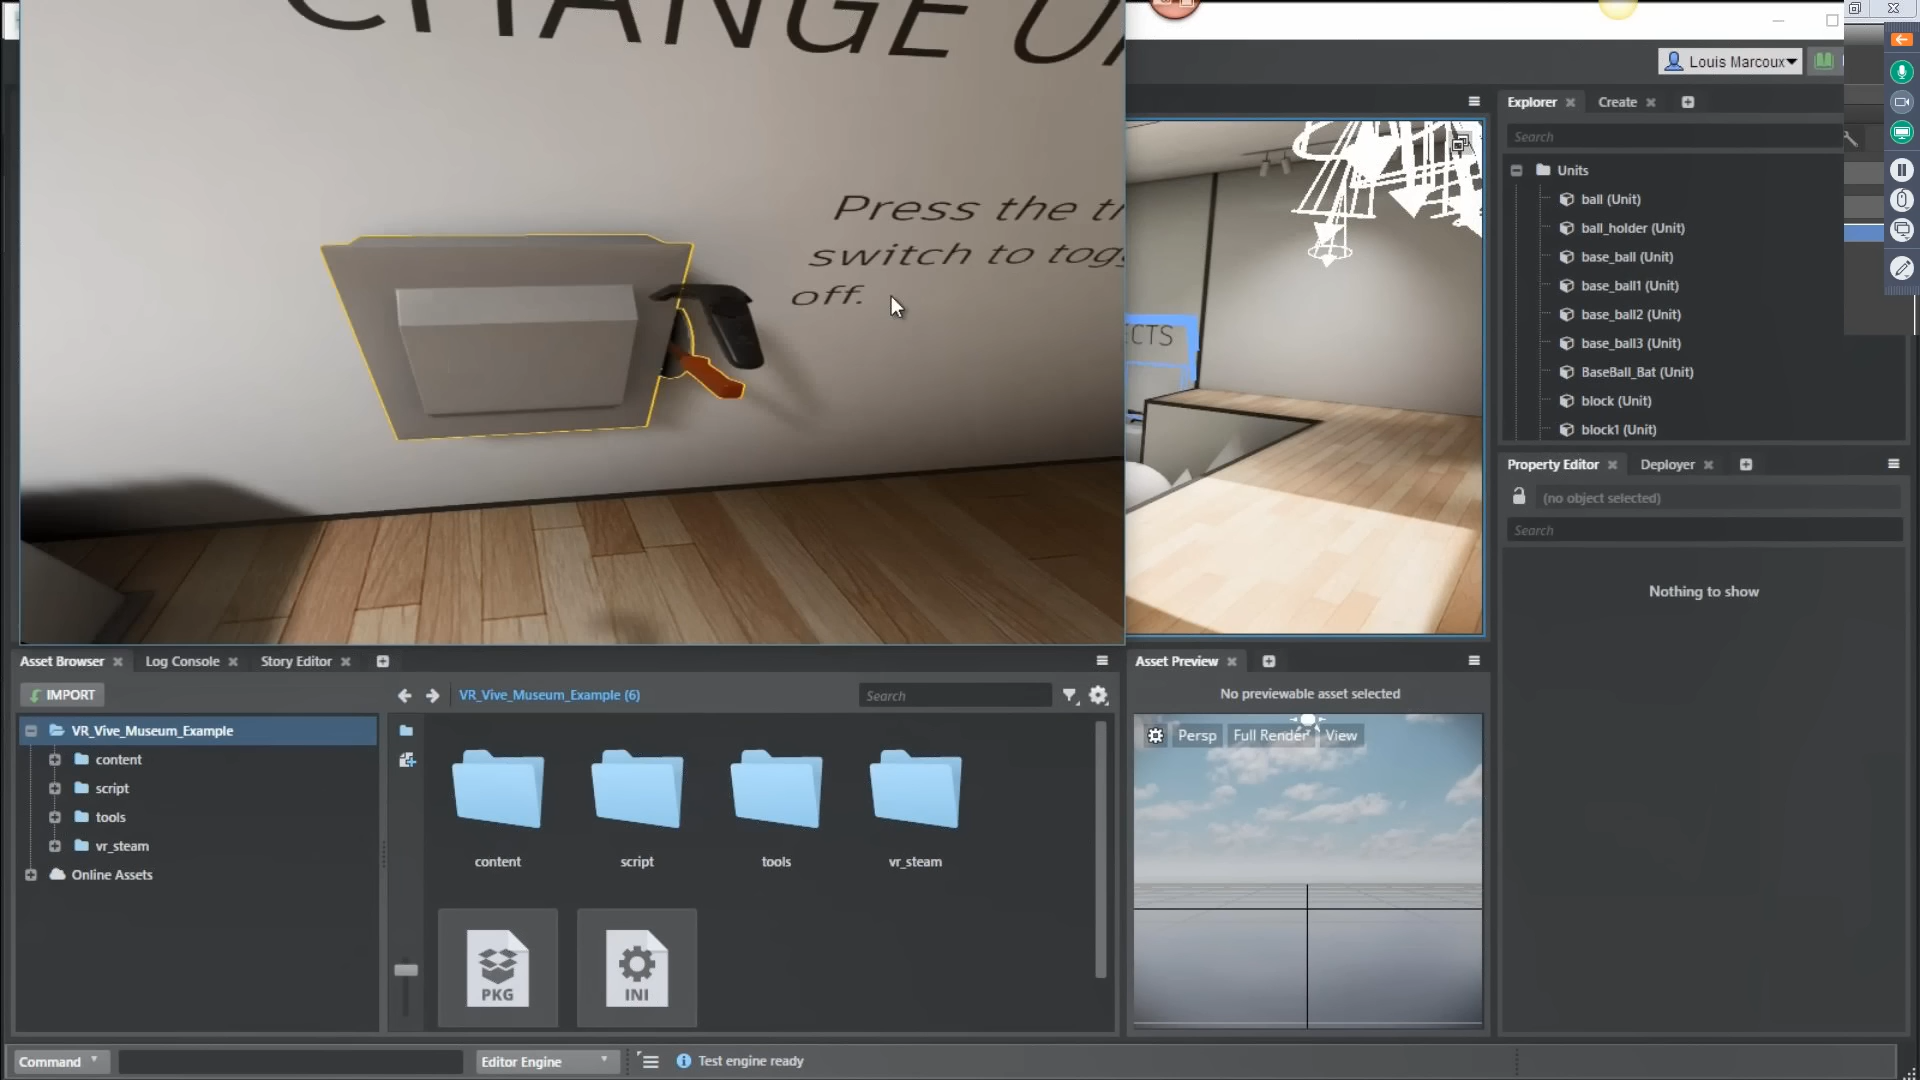 CHANGE
Press the
switch to
off.
Louis Marcoux
Explorer
Create
Search
Units
ball (Unit)
ball_holder (Unit)
base_ball (Unit)
base_ball1 (Unit)
base_ball2 (Unit)
base_ball3 (Unit)
BaseBall_Bat (Unit)
block (Unit)
block1 (Unit)
Property Editor
Deployer
(no object selected)
Search
Nothing to show
Asset Browser
Log Console
Story Editor
IMPORT
VR_Vive_Museum_Example (6)
Search
VR_Vive_Museum_Example
content
script
tools
vr_steam
Online Assets
content
script
tools
vr_steam
PKG
INI
Asset Preview
No previewable asset selected
Persp
Full Render
View
Command
Editor Engine
Test engine ready